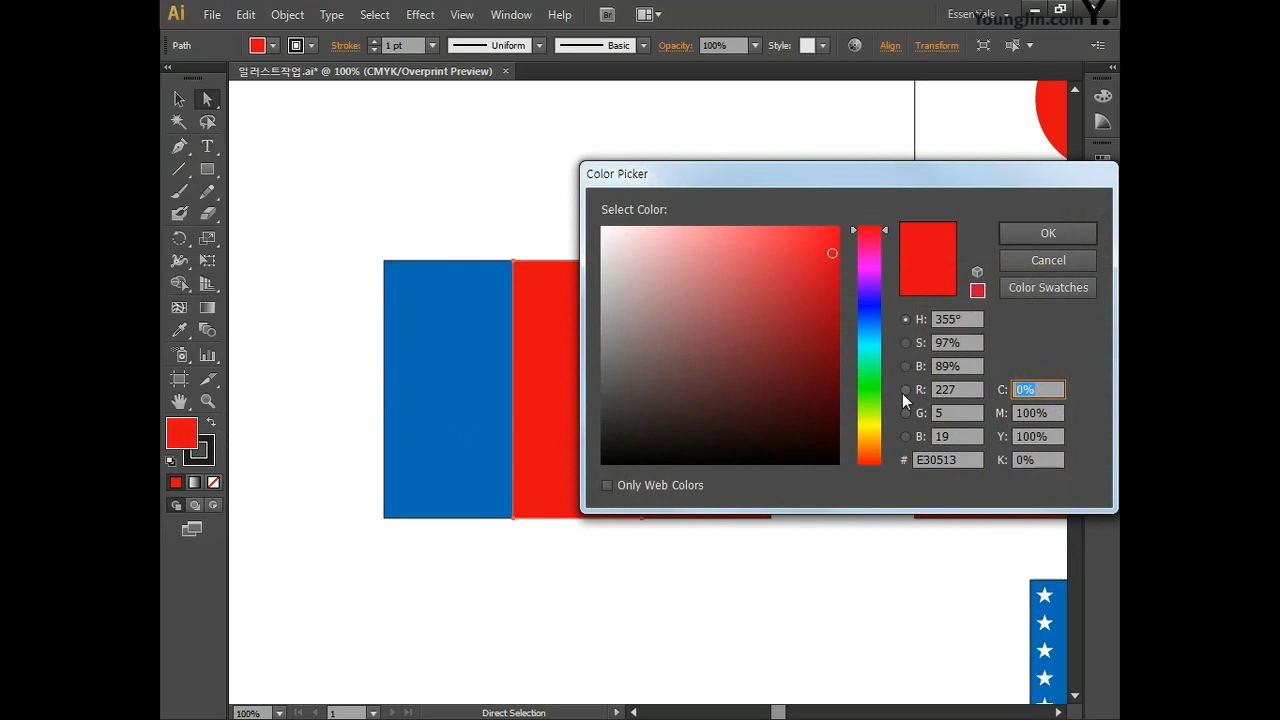 Ai File Edit Object Type Select Effect View Window Help Br Essentials
YoungJin.com Y.
Path Stroke: 1 pt Uniform Basic Opacity: 100% Style: Align Transform
일러스트작업.ai* @ 100% (CMYK/Overprint Preview) ×
Color Picker
Select Color:
OK
Cancel
Color Swatches
H: 355°
S: 97%
B: 89%
R: 227 C: 0%
G: 5 M: 100%
B: 19 Y: 100%
# E30513 K: 0%
Only Web Colors
T
100% 1 Direct Selection